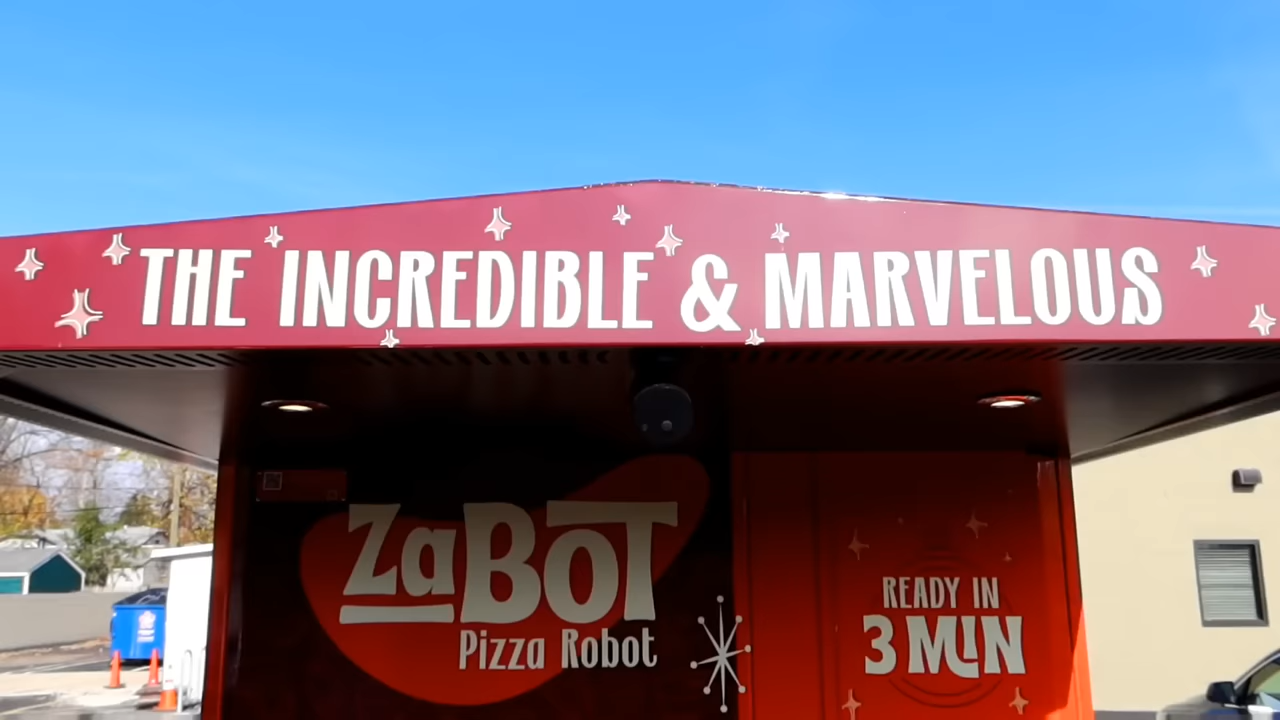 THE INCREDIBLE & MARVELOUS
ZaBOT
Pizza Robot
READY IN
3 MIN